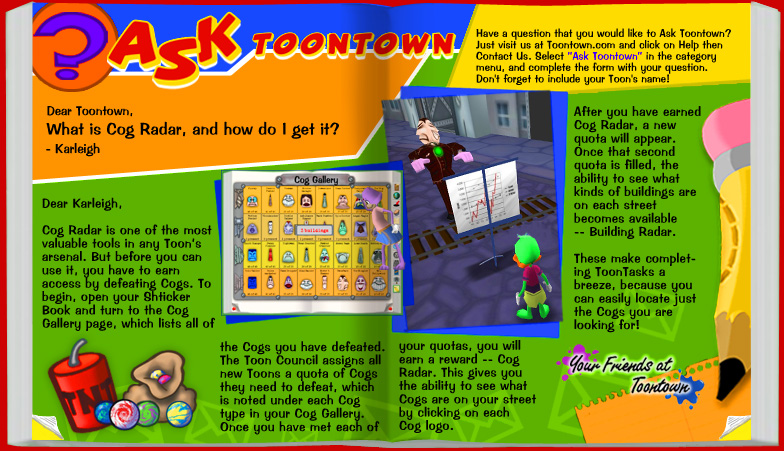 ASK TOONTOWN
Have a question that you would like to Ask Toontown?
Just visit us at Toontown.com and click on Help then
Contact Us. Select "Ask Toontown" in the category
menu, and complete the form with your question.
Don't forget to include your Toon's name!
Dear Toontown,
What is Cog Radar, and how do I get it?
- Karleigh
Dear Karleigh,
Cog Radar is one of the most
valuable tools in any Toon's
arsenal. But before you can
use it, you have to earn
access by defeating Cogs. To
begin, open your Shticker
Book and turn to the Cog
Gallery page, which lists all of
Cog Gallery
3 buildings
TNT
the Cogs you have defeated.
The Toon Council assigns all
new Toons a quota of Cogs
they need to defeat, which
is noted under each Cog
type in your Cog Gallery.
Once you have met each of
your quotas, you will
earn a reward -- Cog
Radar. This gives you
the ability to see what
Cogs are on your street
by clicking on each
Cog logo.
After you have earned
Cog Radar, a new
quota will appear.
Once that second
quota is filled, the
ability to see what
kinds of buildings are
on each street
becomes available
-- Building Radar.
These make complet-
ing ToonTasks a
breeze, because you
can easily locate just
the Cogs you are
looking for!
Your Friends at
Toontown